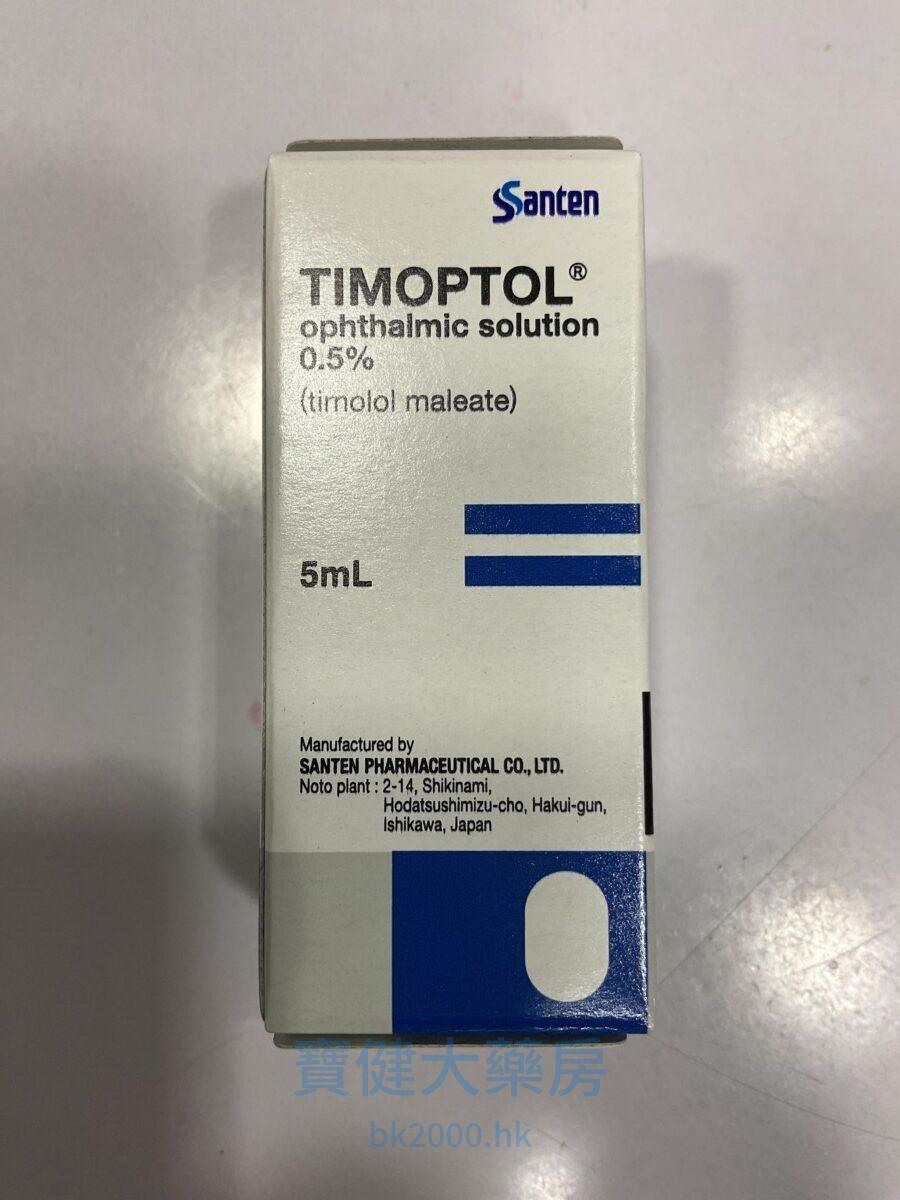 Santen
TIMOPTOL®
ophthalmic solution
0.5%
(timolol maleate)
5mL
Manufactured by
SANTEN PHARMACEUTICAL CO., LTD.
Noto plant : 2-14, Shikinami,
Hodatsushimizu-cho, Hakui-gun,
Ishikawa, Japan
寶健大藥房
bk2000.hk